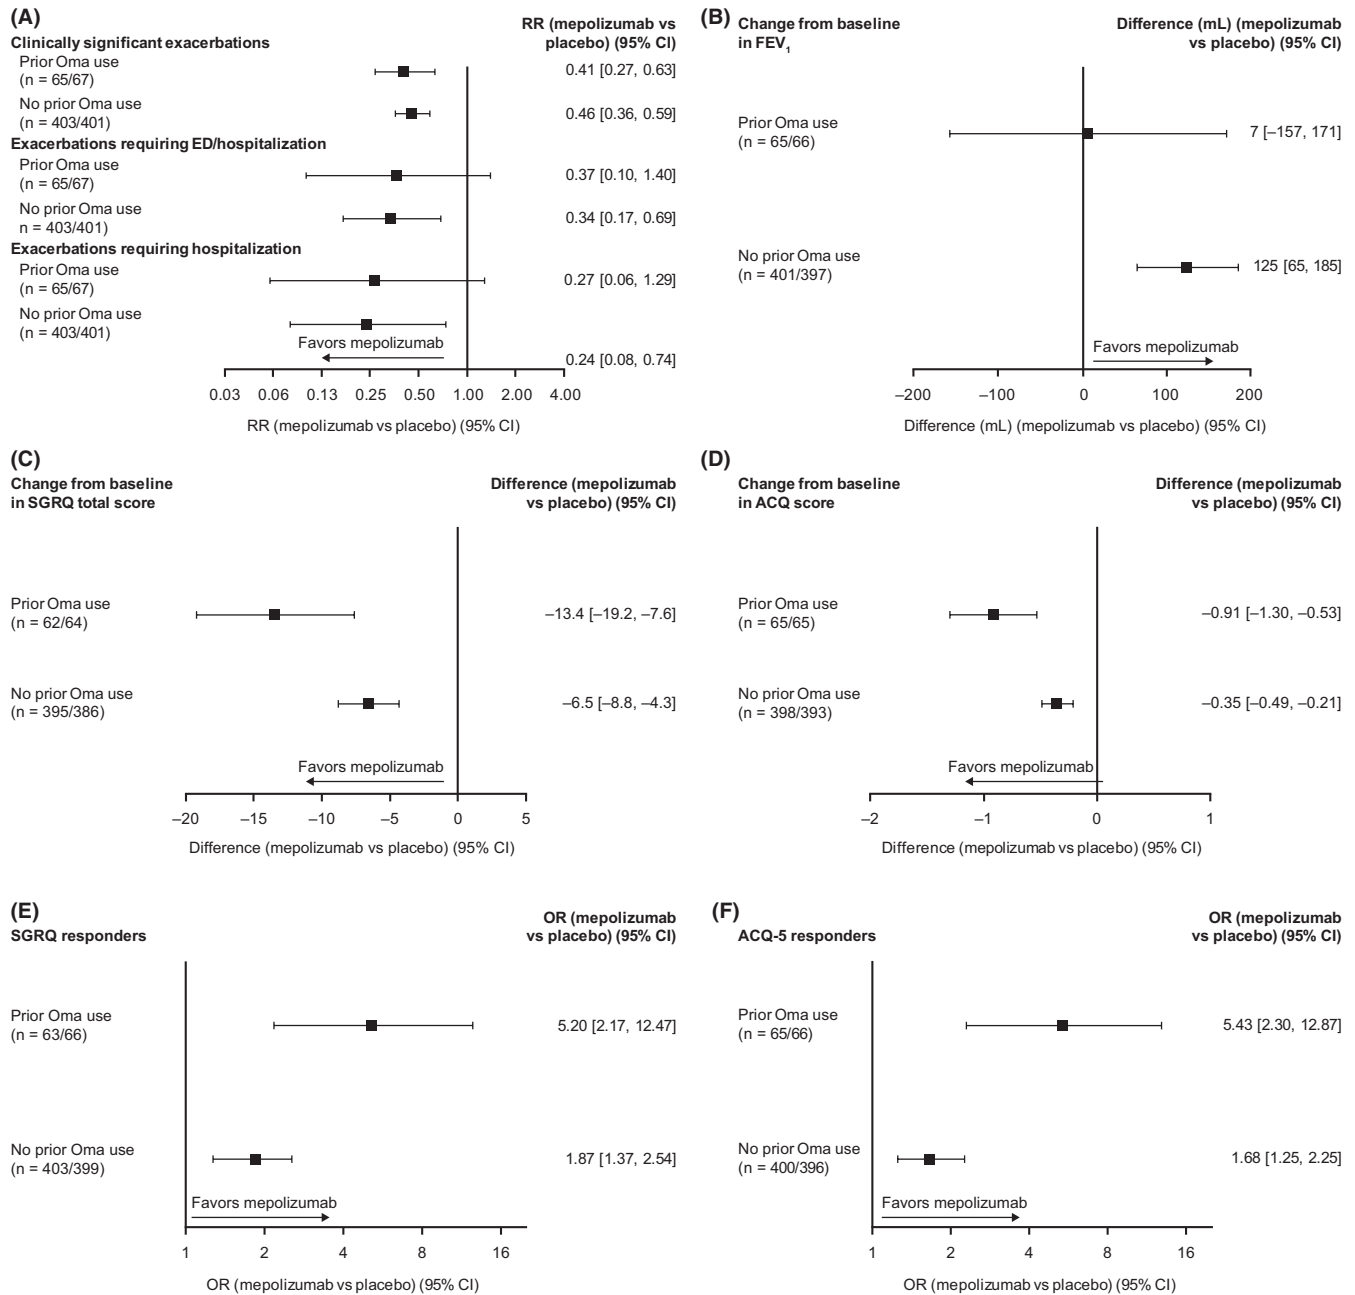 (A)
RR (mepolizumab vs
placebo) (95% CI)
Clinically significant exacerbations
Prior Oma use
(n = 65/67)
0.41 [0.27, 0.63]
No prior Oma use
(n = 403/401)
0.46 [0.36, 0.59]
Exacerbations requiring ED/hospitalization
Prior Oma use
(n = 65/67)
0.37 [0.10, 1.40]
No prior Oma use
n = 403/401)
0.34 [0.17, 0.69]
Exacerbations requiring hospitalization
Prior Oma use
(n = 65/67)
0.27 [0.06, 1.29]
No prior Oma use
(n = 403/401)
Favors mepolizumab
0.24 [0.08, 0.74]
0.03 0.06 0.13 0.25 0.50 1.00 2.00 4.00
RR (mepolizumab vs placebo) (95% CI)
(B)
Change from baseline
in FEV1
Difference (mL) (mepolizumab
vs placebo) (95% CI)
Prior Oma use
(n = 65/66)
7 [–157, 171]
No prior Oma use
(n = 401/397)
125 [65, 185]
Favors mepolizumab
–200 –100 0 100 200
Difference (mL) (mepolizumab vs placebo) (95% CI)
(C)
Change from baseline
in SGRQ total score
Difference (mepolizumab
vs placebo) (95% CI)
Prior Oma use
(n = 62/64)
–13.4 [–19.2, –7.6]
No prior Oma use
(n = 395/386)
–6.5 [–8.8, –4.3]
Favors mepolizumab
–20 –15 –10 –5 0 5
Difference (mepolizumab vs placebo) (95% CI)
(D)
Change from baseline
in ACQ score
Difference (mepolizumab
vs placebo) (95% CI)
Prior Oma use
(n = 65/65)
–0.91 [–1.30, –0.53]
No prior Oma use
(n = 398/393)
–0.35 [–0.49, –0.21]
Favors mepolizumab
–2 –1 0 1
Difference (mepolizumab vs placebo) (95% CI)
(E)
SGRQ responders
OR (mepolizumab
vs placebo) (95% CI)
Prior Oma use
(n = 63/66)
5.20 [2.17, 12.47]
No prior Oma use
(n = 403/399)
1.87 [1.37, 2.54]
Favors mepolizumab
1 2 4 8 16
OR (mepolizumab vs placebo) (95% CI)
(F)
ACQ-5 responders
OR (mepolizumab
vs placebo) (95% CI)
Prior Oma use
(n = 65/66)
5.43 [2.30, 12.87]
No prior Oma use
(n = 400/396)
1.68 [1.25, 2.25]
Favors mepolizumab
1 2 4 8 16
OR (mepolizumab vs placebo) (95% CI)